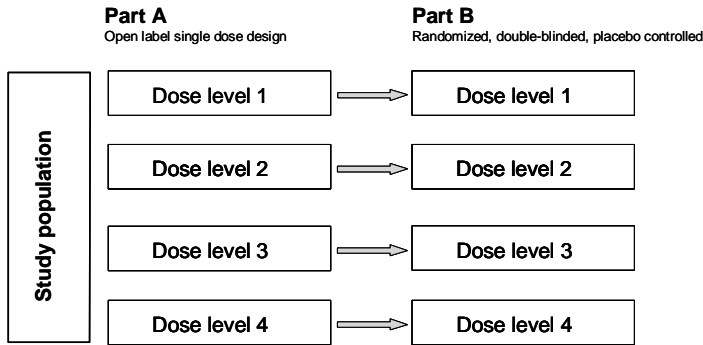 Part A
Open label single dose design
Part B
Randomized, double-blinded, placebo controlled
Study population
Dose level 1
Dose level 1
Dose level 2
Dose level 2
Dose level 3
Dose level 3
Dose level 4
Dose level 4